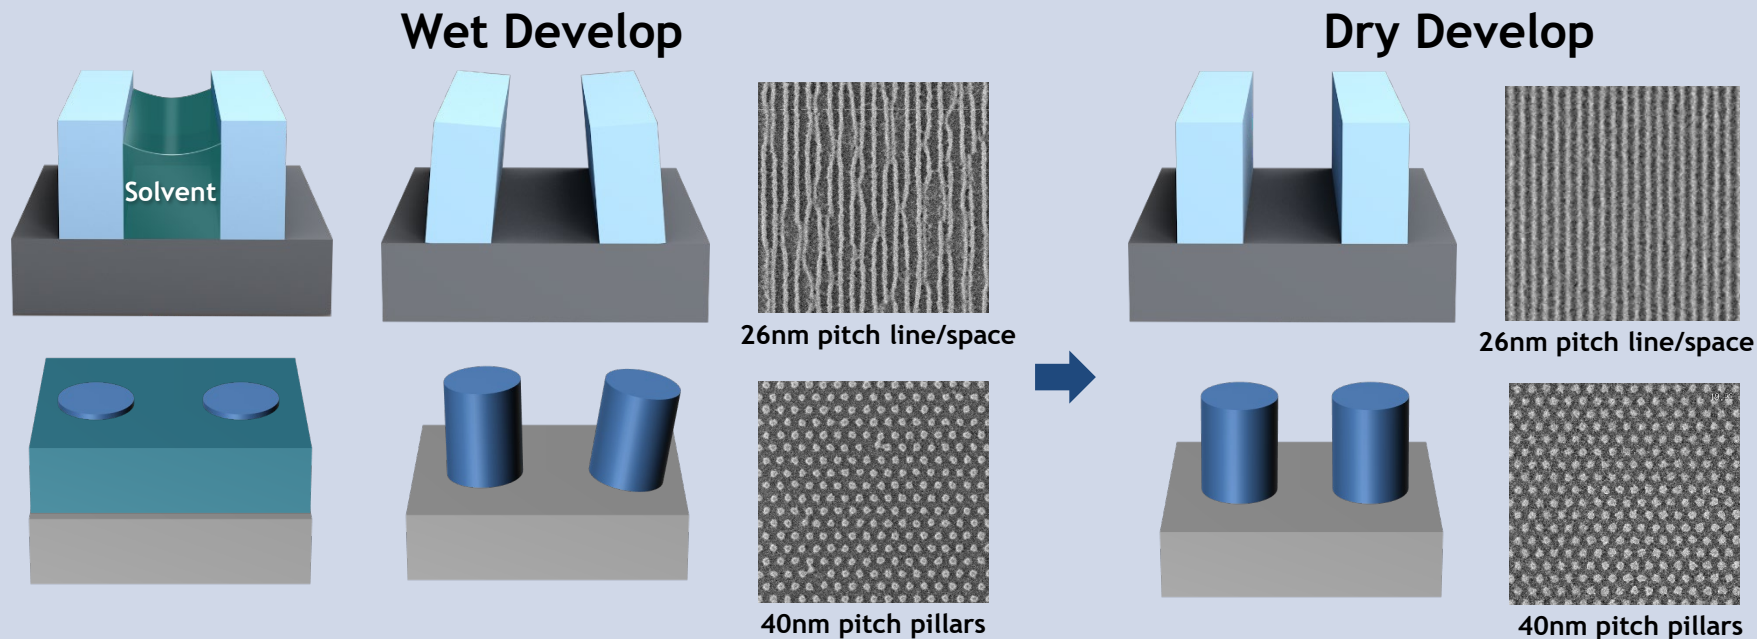 Wet Develop
Dry Develop
Solvent
26nm pitch line/space
26nm pitch line/space
40nm pitch pillars
40nm pitch pillars